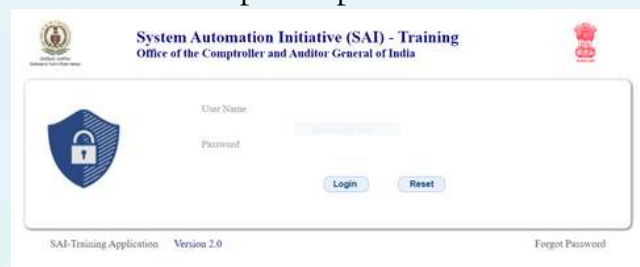 System Automation Initiative (SAI) - Training
Office of the Comptroller and Auditor General of India
User Name
Password
Login Reset
SAI-Training Application Version 2.0 Forgot Password